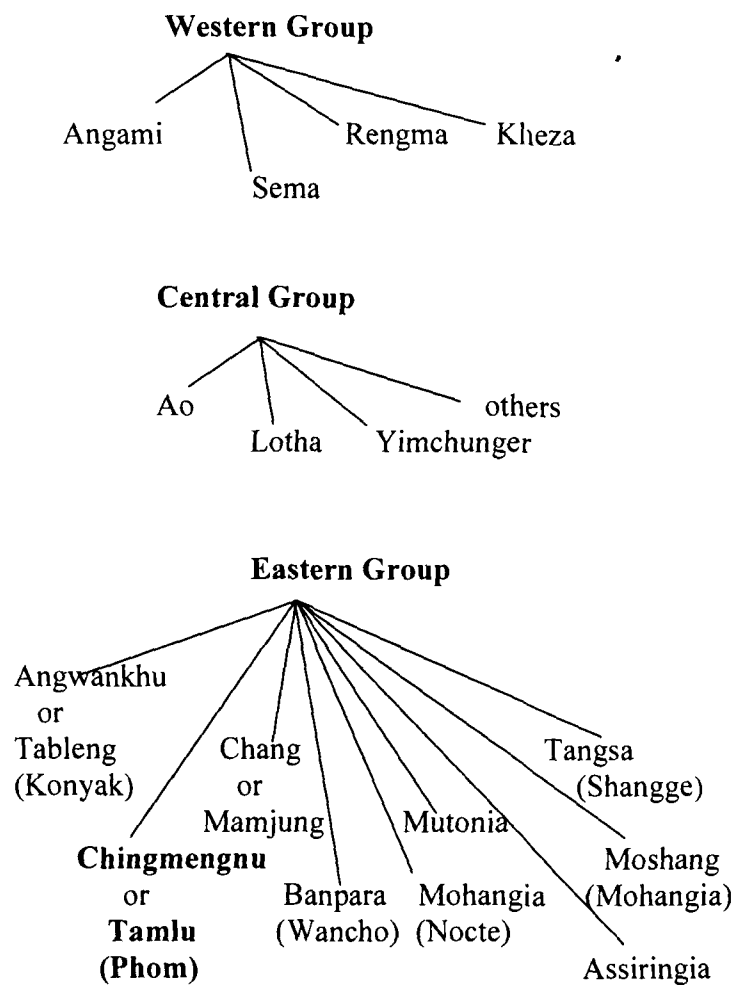 Western Group
Angami
Rengma
Kheza
Sema
Central Group
Ao
others
Lotha
Yimchunger
Eastern Group
Angwankhu
or
Tableng
(Konyak)
Chang
or
Mamjung
Tangsa
(Shangge)
Mutonia
Chingmengnu
or
Tamlu
(Phom)
Banpara
(Wancho)
Mohangia
(Nocte)
Moshang
(Mohangia)
Assiringia